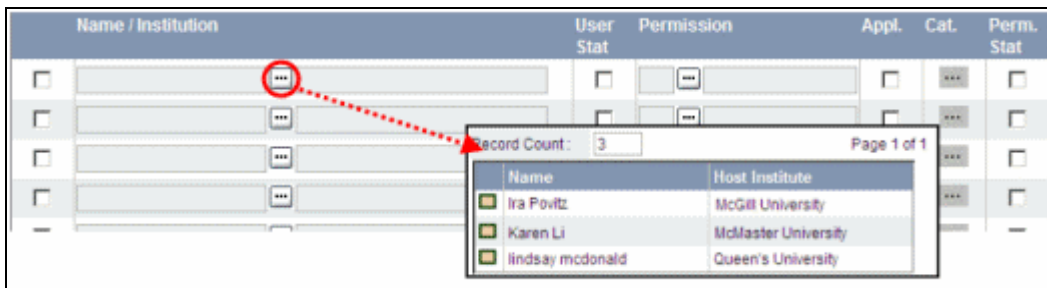 Name / Institution User Stat Permission Appl. Cat. Perm. Stat
Record Count: 3 Page 1 of 1
Name Host Institute
Ira Povitz McGill University
Karen Li McMaster University
lindsay mcdonald Queen's University